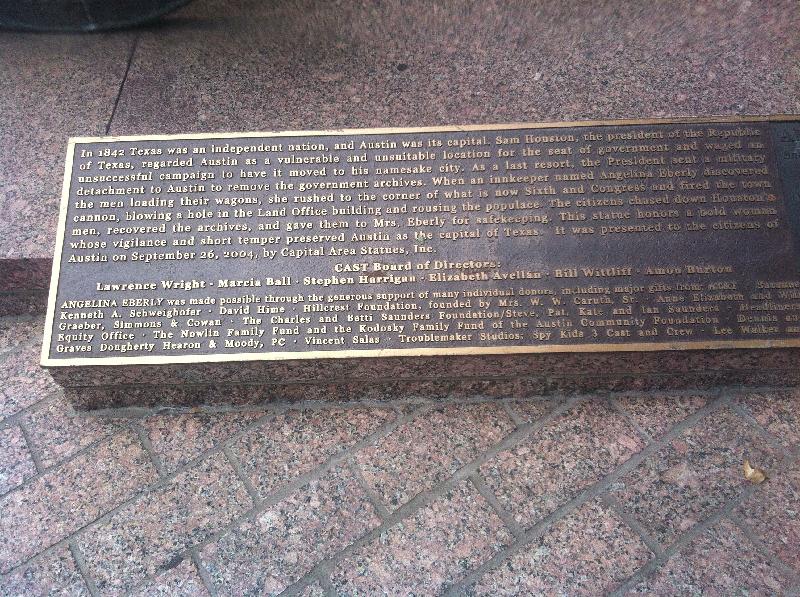 In 1842 Texas was an independent nation, and Austin was its capital. Sam Houston, the president of the Republic
of Texas, regarded Austin as a vulnerable and unsuitable location for the seat of government and waged an
unsuccessful campaign to have it moved to his namesake city. As a last resort, the President sent a military
detachment to Austin to remove the government archives. When an innkeeper named Angelina Eberly discovered
the men loading their wagons, she rushed to the corner of what is now Sixth and Congress and fired the town
cannon, blowing a hole in the Land Office building and rousing the populace. The citizens chased down Houston's
men, recovered the archives, and gave them to Mrs. Eberly for safekeeping. This statue honors a bold woman
whose vigilance and short temper preserved Austin as the capital of Texas. It was presented to the citizens of
Austin on September 26, 2004, by Capital Area Statues, Inc.
CAST Board of Directors:
Lawrence Wright · Marcia Ball · Stephen Harrigan · Elizabeth Avellán · Bill Wittliff · Amon Burton
ANGELINA EBERLY was made possible through the generous support of many individual donors, including major gifts from
Kenneth A. Schweighofer · David Hime · Hillcrest Foundation, founded by Mrs. W. W. Caruth, Sr. · Anne Elizabeth and
Graeber, Simmons & Cowan · The Charles and Betti Saunders Foundation/Steve, Pat, Kate and Ian Saunders ·
Equity Office · The Nowlin Family Fund and the Kodosky Family Fund of the Austin Community Foundation · Dennis
Graves Dougherty Hearon & Moody, PC · Vincent Salas · Troublemaker Studios, Spy Kids 3 Cast and Crew · Lee Walker